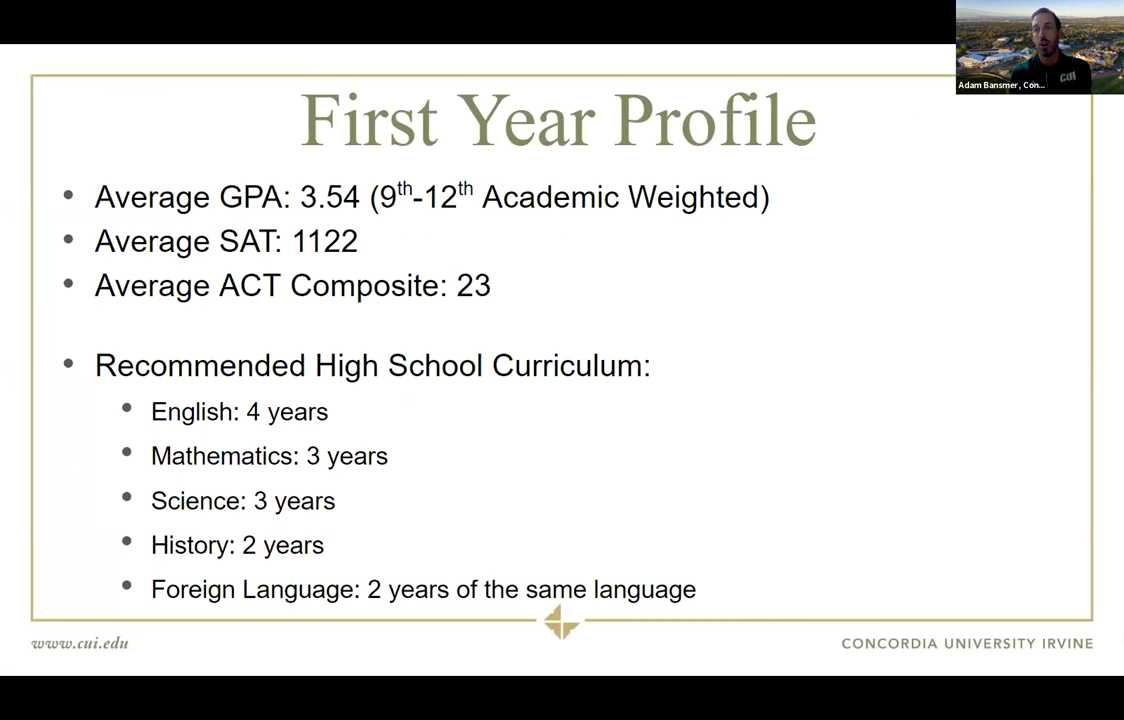 Adam Bansmer, Con...
CUI
First Year Profile
• Average GPA: 3.54 (9th-12th Academic Weighted)
• Average SAT: 1122
• Average ACT Composite: 23
• Recommended High School Curriculum:
• English: 4 years
• Mathematics: 3 years
• Science: 3 years
• History: 2 years
• Foreign Language: 2 years of the same language
www.cui.edu
CONCORDIA UNIVERSITY IRVINE